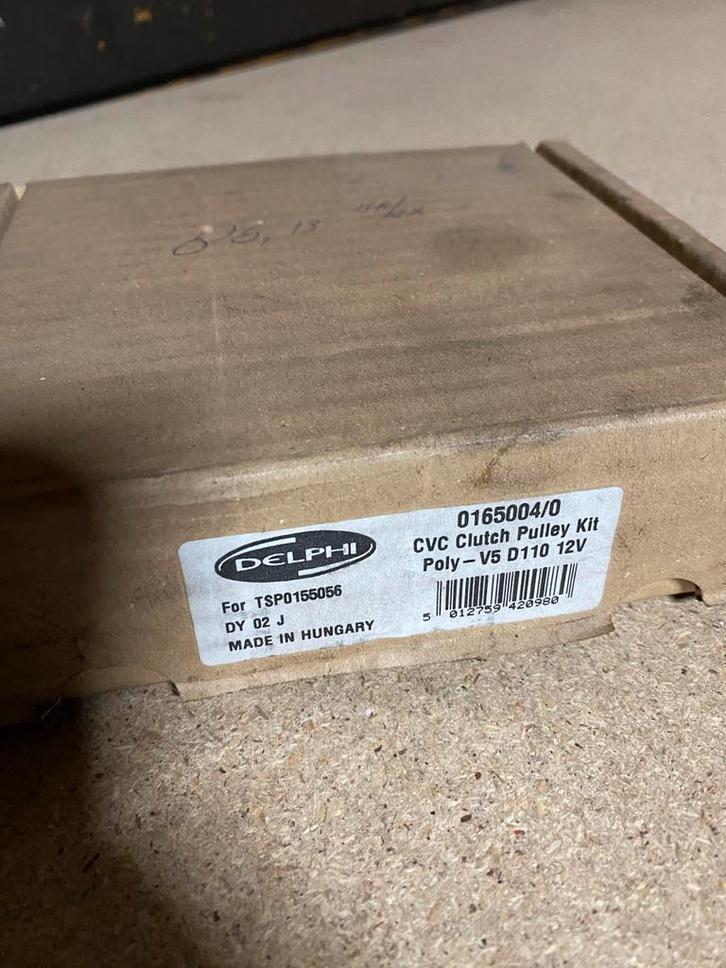 DELPHI
For TSP0155056
DY 02 J
MADE IN HUNGARY
0165004/0
CVC Clutch Pulley Kit
Poly-V5 D110 12V
5 012759 420980